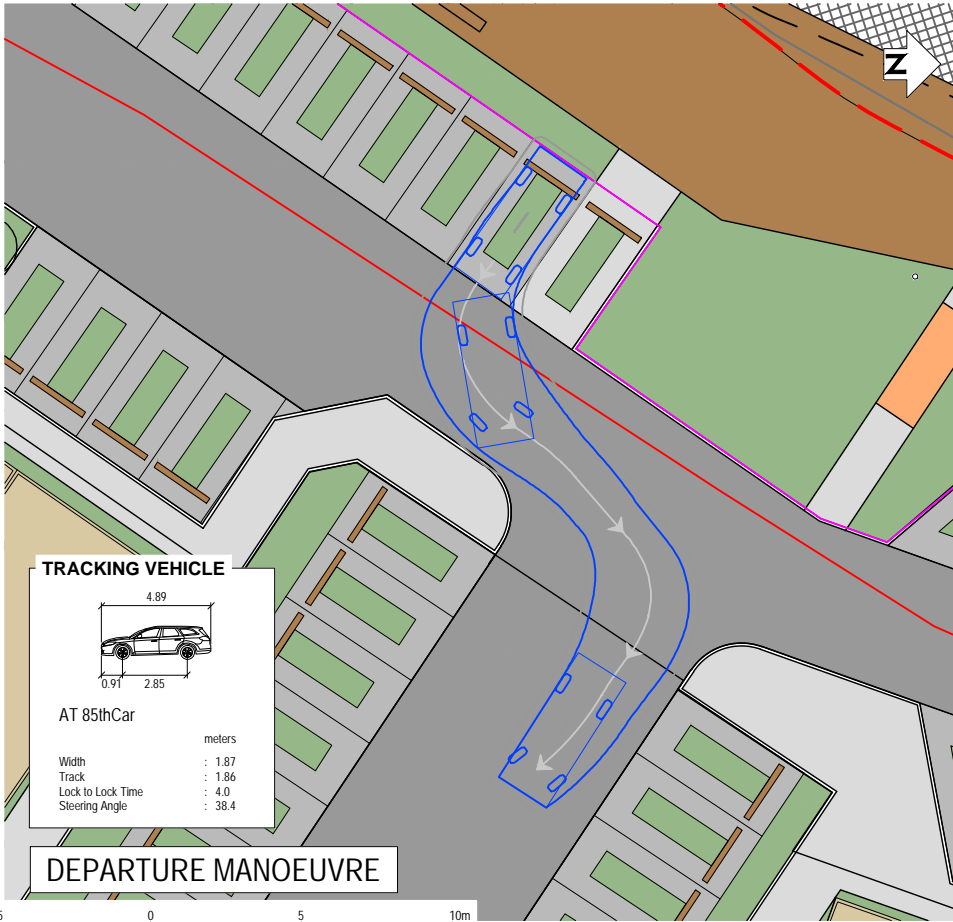 Z
TRACKING VEHICLE
4.89
0.91 2.85
AT 85thCar
meters
Width : 1.87
Track : 1.86
Lock to Lock Time : 4.0
Steering Angle : 38.4
DEPARTURE MANOEUVRE
0 5 10m